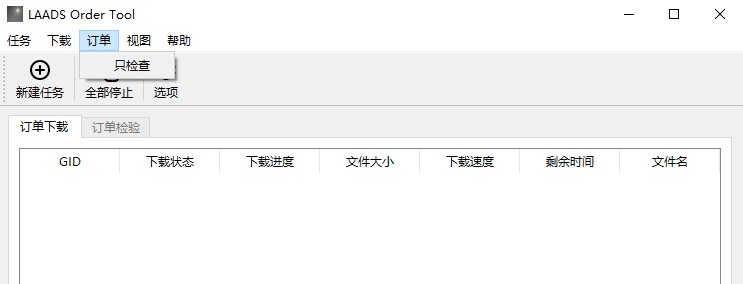 LAADS Order Tool
任务 下载 订单 视图 帮助
只检查
新建任务 全部停止 选项
订单下载 订单检验
GID 下载状态 下载进度 文件大小 下载速度 剩余时间 文件名